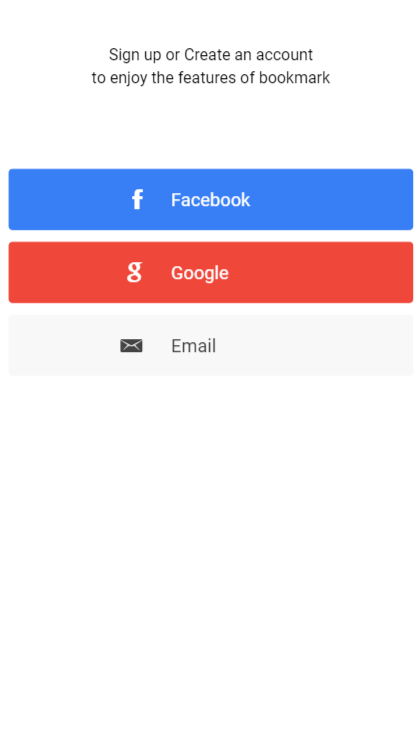 Sign up or Create an account
to enjoy the features of bookmark
Facebook
Google
Email